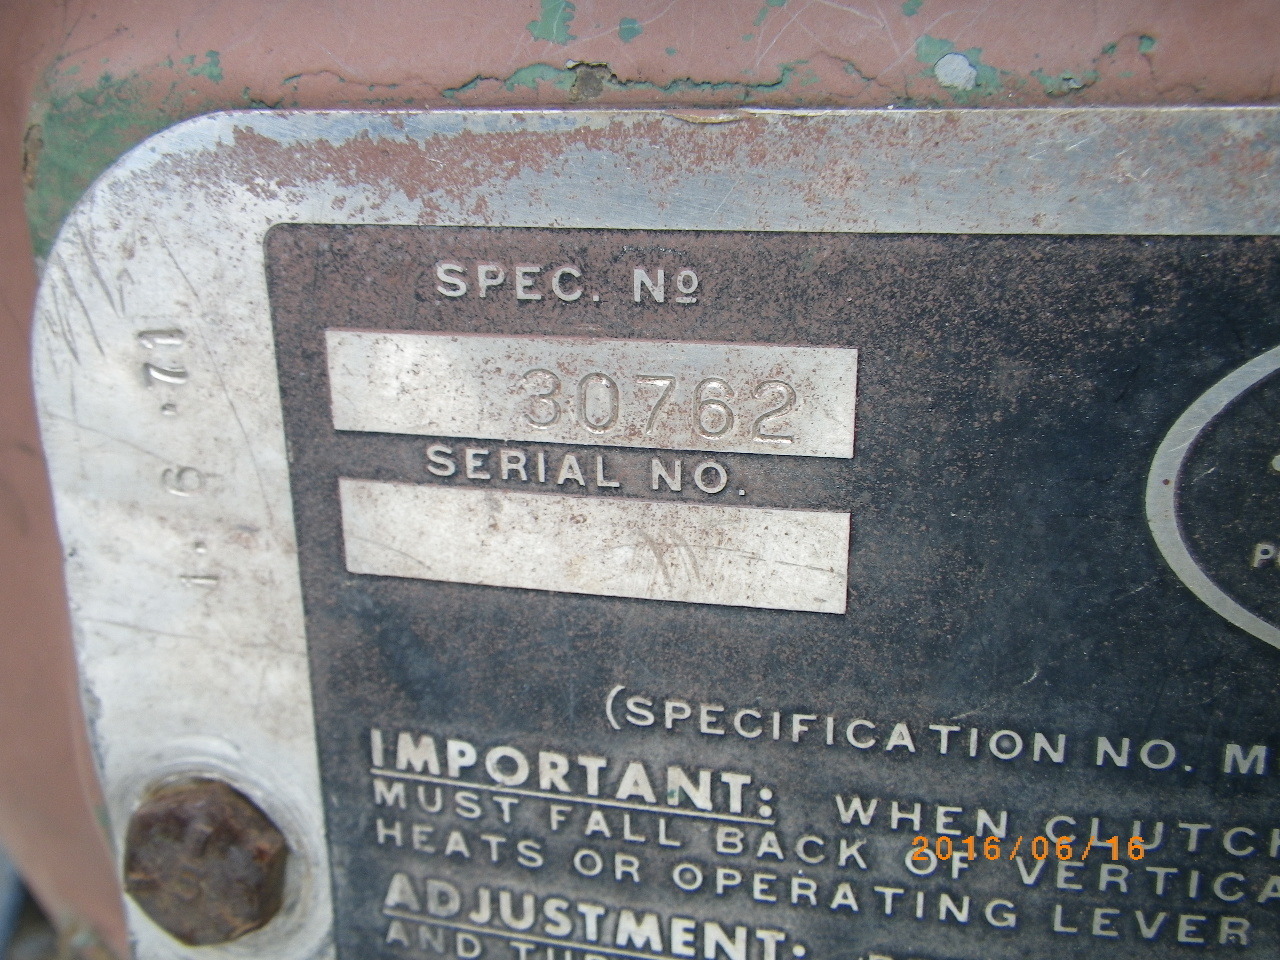 SPEC. Nº
30762
SERIAL NO.
1.6.71
(SPECIFICATION NO. M
IMPORTANT: WHEN CLUTCH
MUST FALL BACK OF VERTICA
HEATS OR OPERATING LEVER
ADJUSTMENT:
AND
2016/06/16